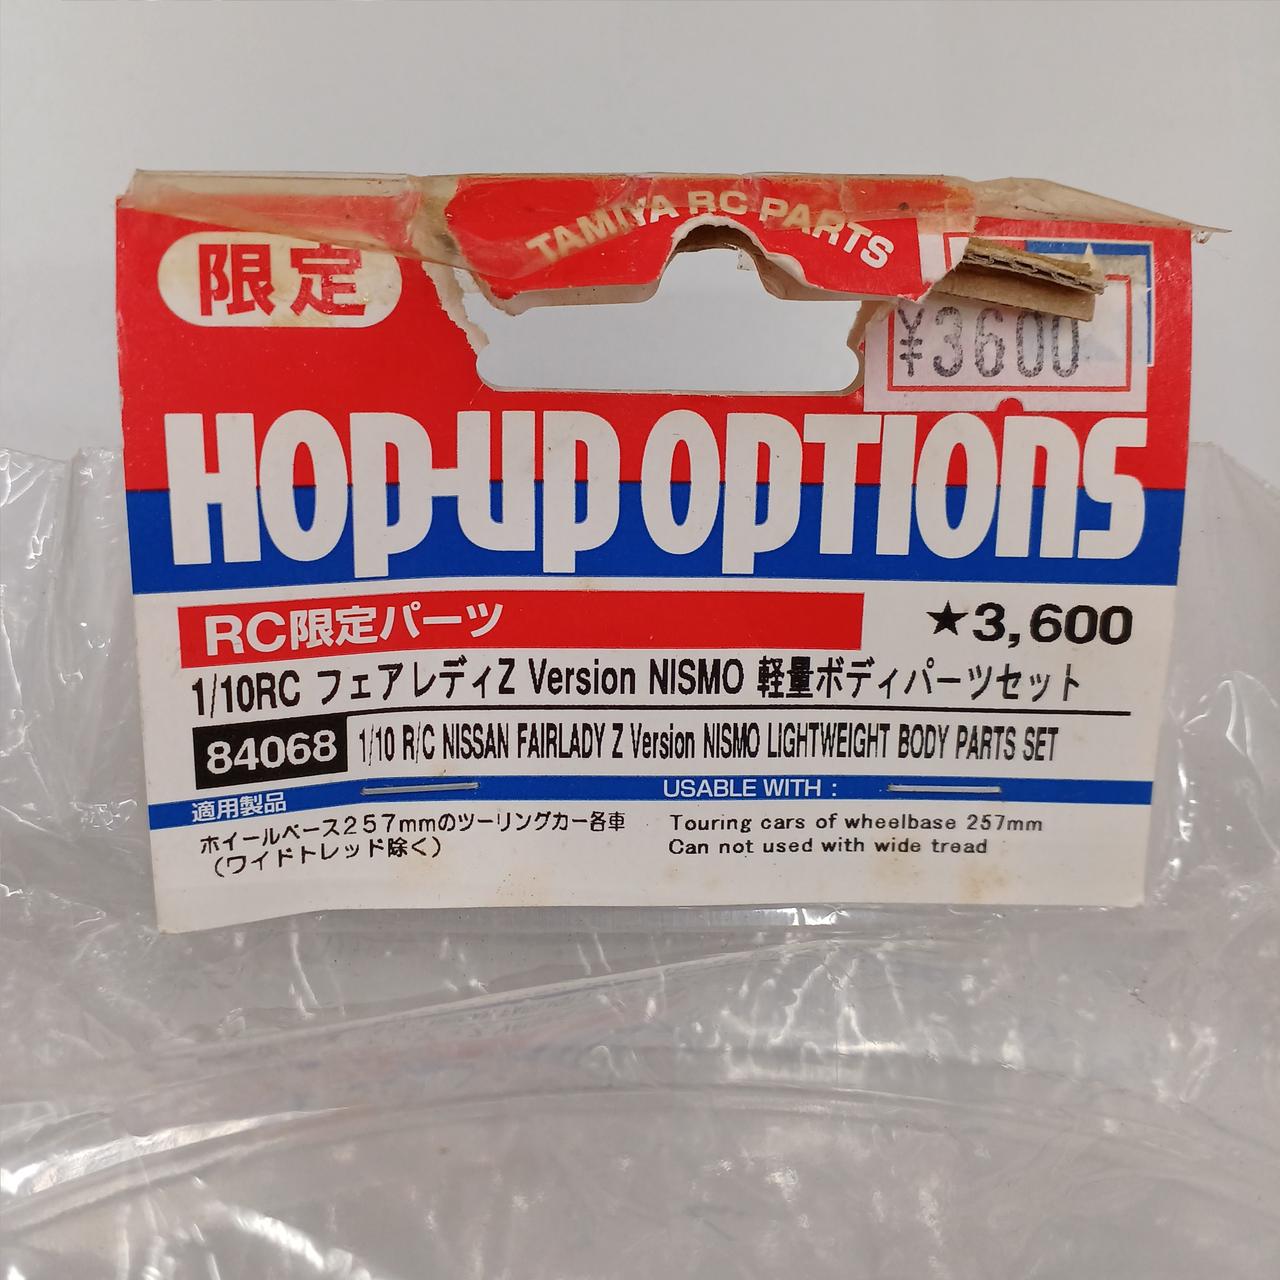 TAMIYA RC PARTS
限定
¥3600
HOP-UP OPTIONS
RC限定パーツ
★3,600
1/10RC フェアレディZ Version NISMO 軽量ボディパーツセット
84068 1/10 R/C NISSAN FAIRLADY Z Version NISMO LIGHTWEIGHT BODY PARTS SET
適用製品
ホイールベース257mmのツーリングカー各車
(ワイドトレッド除く)
USABLE WITH :
Touring cars of wheelbase 257mm
Can not used with wide tread